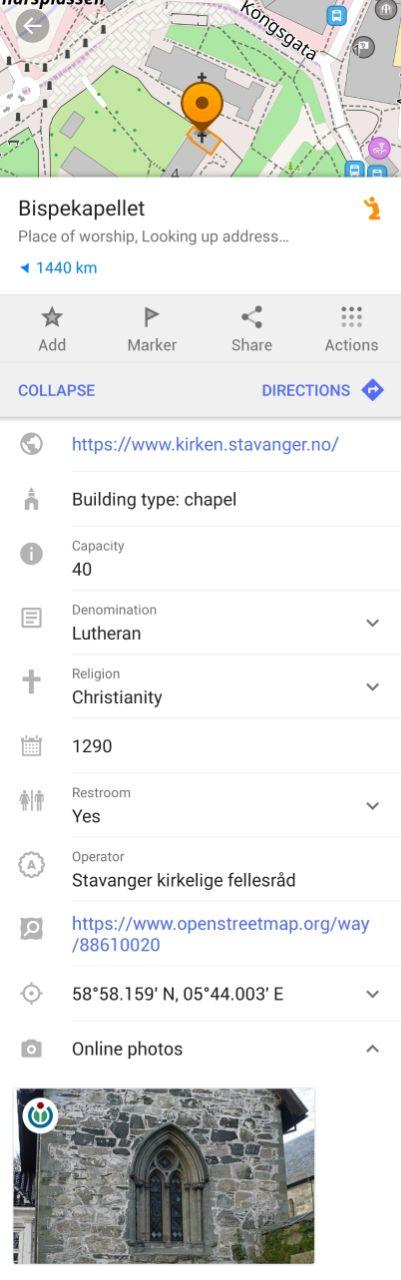 Kongsgata
Bispekapellet
Place of worship, Looking up address…
1440 km
Add
Marker
Share
Actions
COLLAPSE
DIRECTIONS
https://www.kirken.stavanger.no/
Building type: chapel
Capacity
40
Denomination
Lutheran
Religion
Christianity
1290
Restroom
Yes
Operator
A
Stavanger kirkelige fellesråd
https://www.openstreetmap.org/way
/88610020
58°58.159' N, 05°44.003' E
Online photos